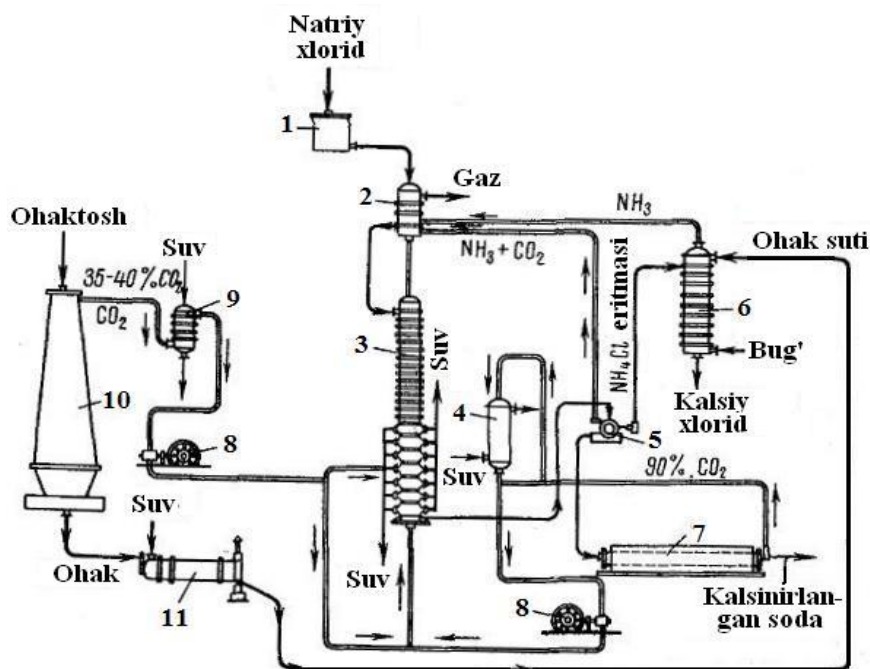 Natriy
xlorid
1
2
Gaz
NH₃
NH₃+CO₂
Ohak suti
NH₄Cl eritmasi
6
Bug'
Kalsiy
xlorid
Ohaktosh
35-40%.CO₂
CO₂
Suv
9
10
8
3
Suv
4
Suv
5
90%.CO₂
Suv
Ohak
11
Suv
8
7
Kalsinirlan-
gan soda